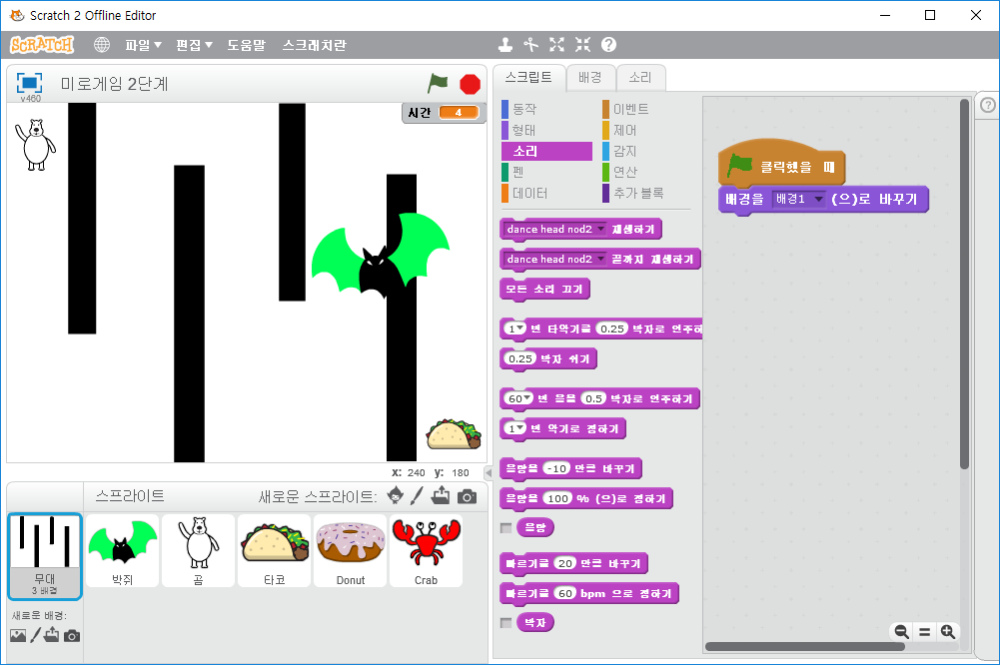 Scratch 2 Offline Editor
SCRATCH 파일 편집 도움말 스크래치란
v460
미로게임 2단계
시간 4
x: 240 y: 180
스프라이트 새로운 스프라이트:
무대
3 배경
새로운 배경:
박쥐
곰
타코
Donut
Crab
스크립트 배경 소리
동작 이벤트
형태 제어
소리 감지
펜 연산
데이터 추가 블록
dance head nod2 재생하기
dance head nod2 끝까지 재생하기
모든 소리 끄기
1 번 타악기를 0.25 박자로 연주하
0.25 박자 쉬기
60 번 음을 0.5 박자로 연주하기
1 번 악기로 정하기
음량을 -10 만큼 바꾸기
음량을 100 % (으)로 정하기
음량
빠르기를 20 만큼 바꾸기
빠르기를 60 bpm 으로 정하기
박자
클릭했을 때
배경을 배경1 (으)로 바꾸기